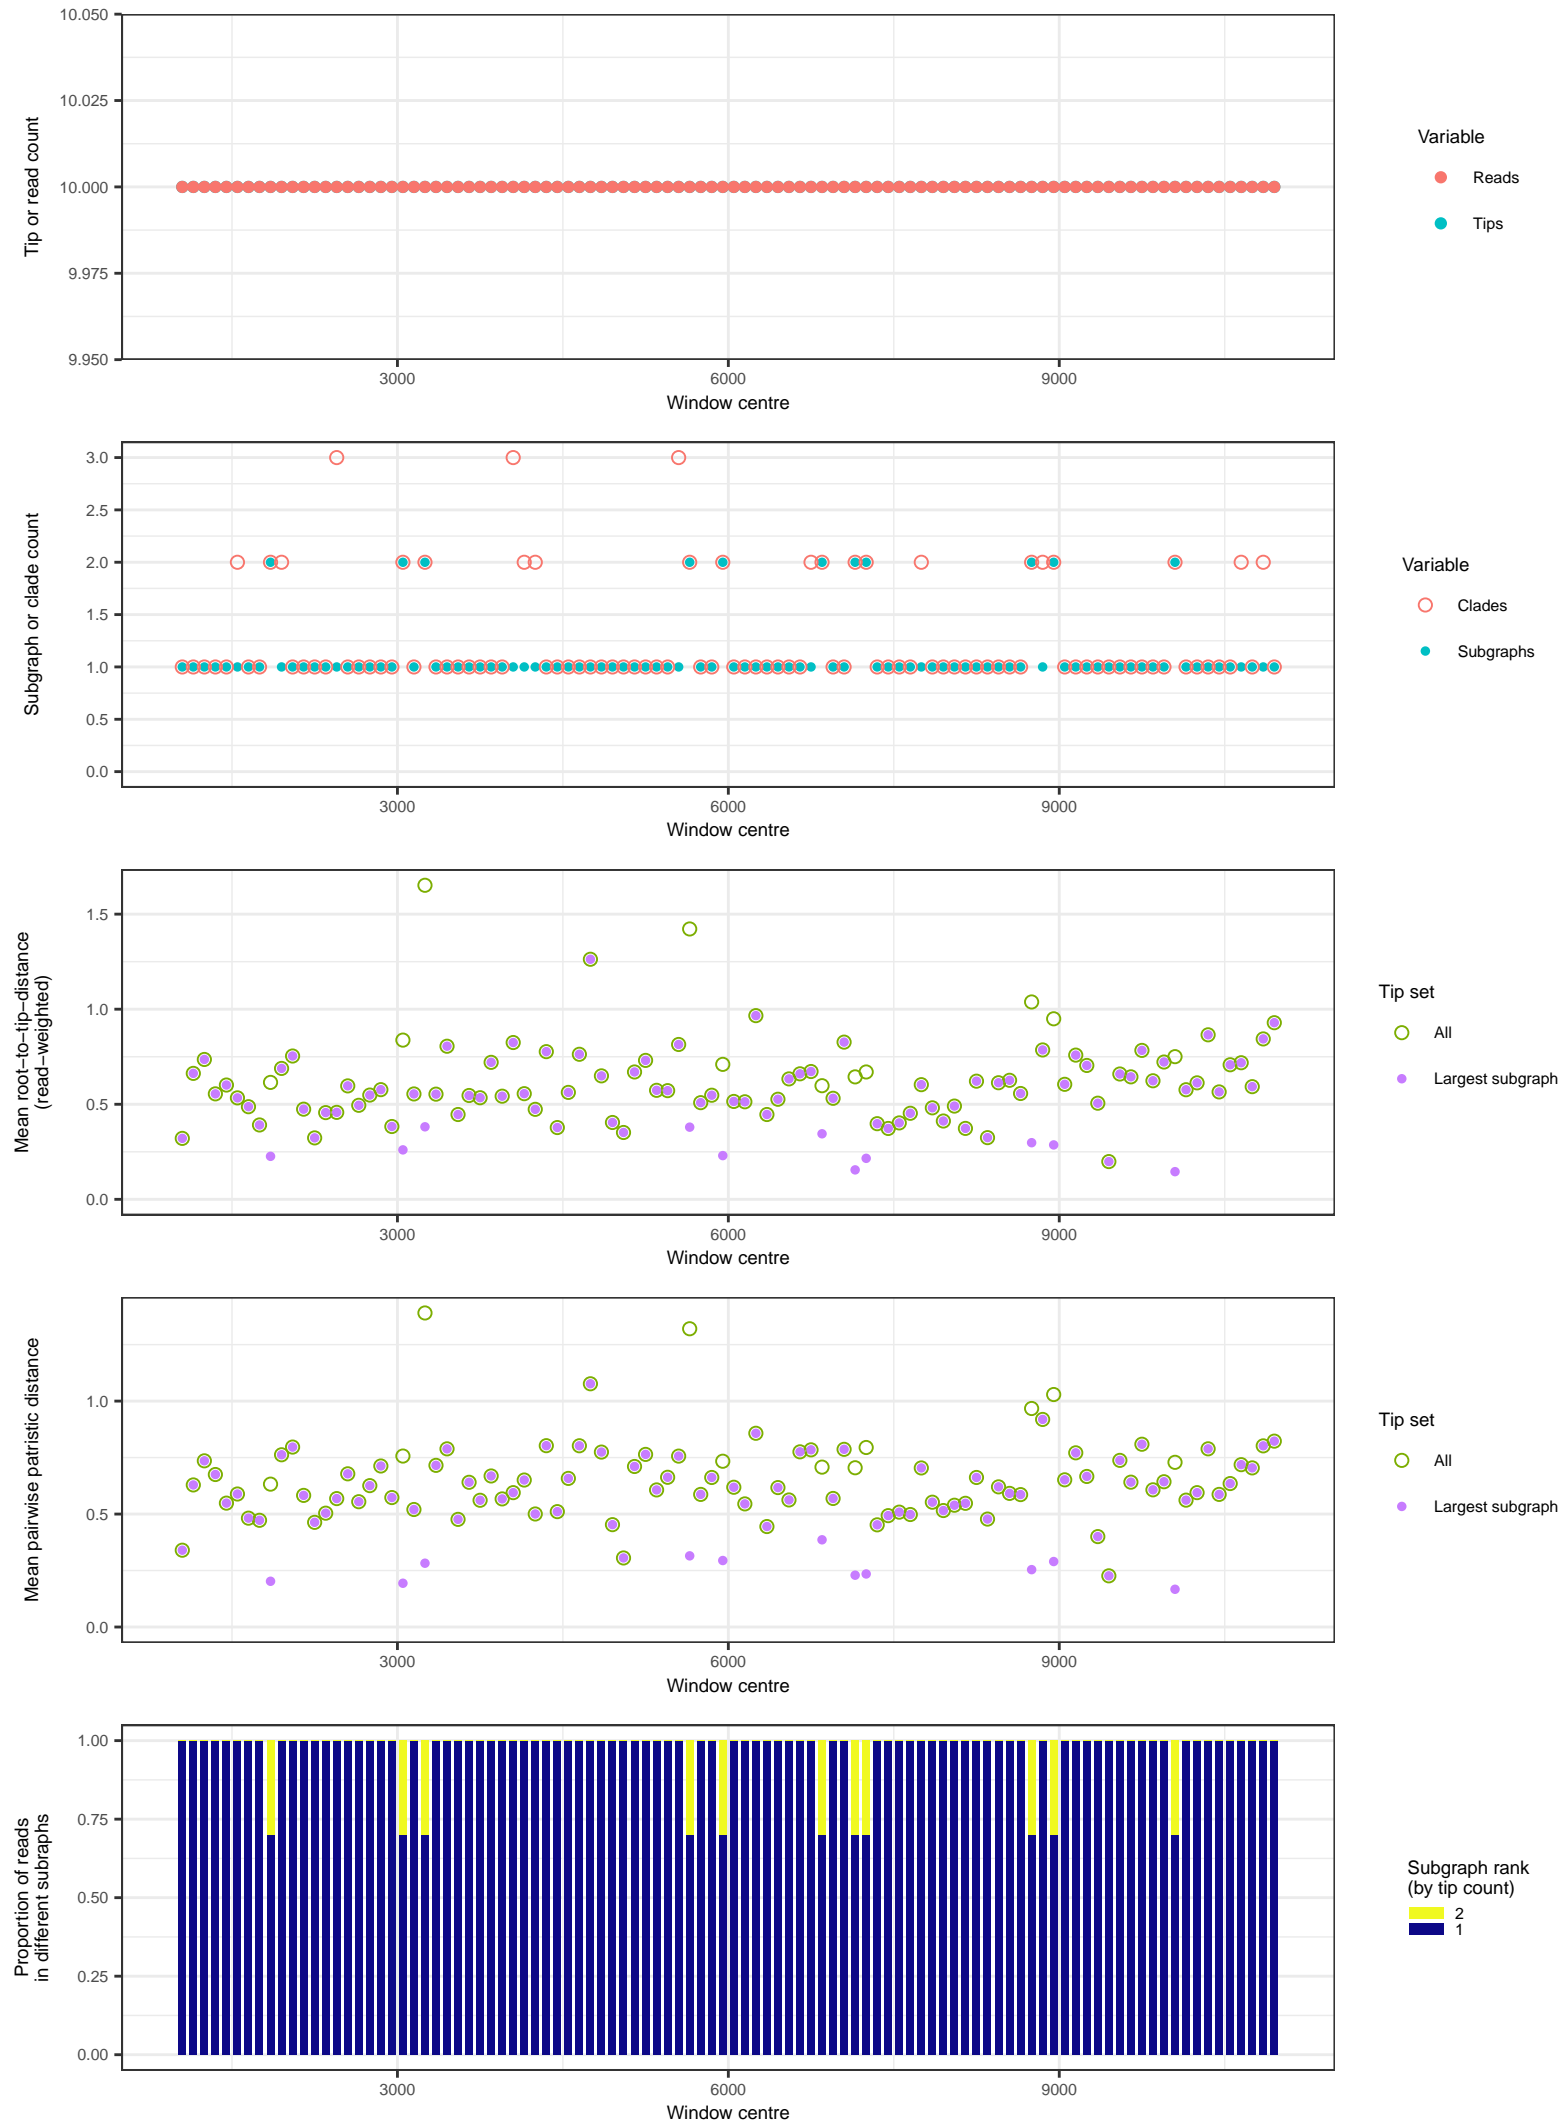 10.050
10.025
10.000
9.975
9.950
Tip or read count
3000 6000 9000
Window centre
Variable
Reads
Tips
3.0
2.5
2.0
1.5
1.0
0.5
0.0
Subgraph or clade count
3000 6000 9000
Window centre
Variable
Clades
Subgraphs
1.5
1.0
0.5
0.0
Mean root−to−tip−distance
(read−weighted)
3000 6000 9000
Window centre
Tip set
All
Largest subgraph
1.0
0.5
0.0
Mean pairwise patristic distance
3000 6000 9000
Window centre
Tip set
All
Largest subgraph
1.00
0.75
0.50
0.25
0.00
Proportion of reads
in different subraphs
3000 6000 9000
Window centre
Subgraph rank
(by tip count)
2
1